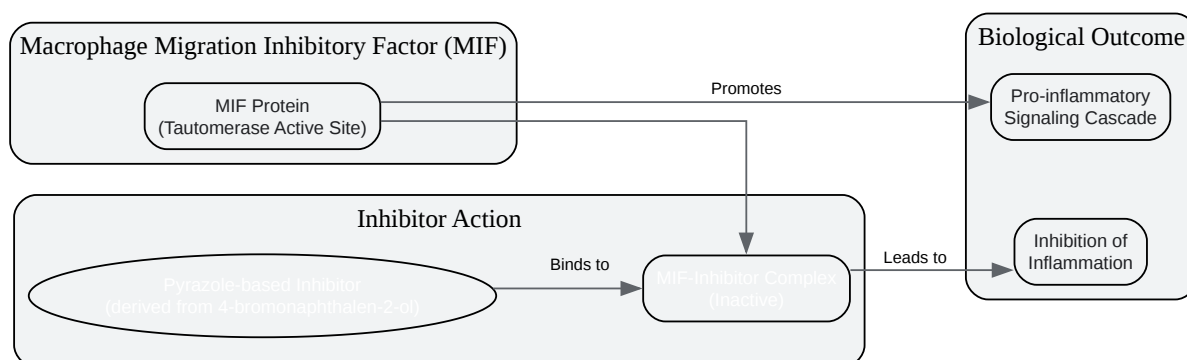 Macrophage Migration Inhibitory Factor (MIF)
MIF Protein
(Tautomerase Active Site)
Promotes
Biological Outcome
Pro-inflammatory
Signaling Cascade
Inhibitor Action
Pyrazole-based Inhibitor
(derived from 4-bromonaphthalen-2-ol)
Binds to
MIF-Inhibitor Complex
(Inactive)
Leads to
Inhibition of
Inflammation